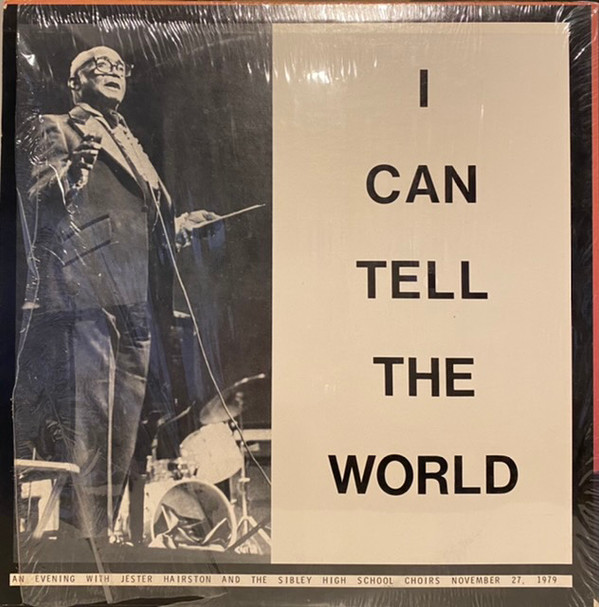 I
CAN
TELL
THE
WORLD
AN EVENING WITH JESTER HAIRSTON AND THE SIBLEY HIGH SCHOOL CHOIRS NOVEMBER 27, 1979